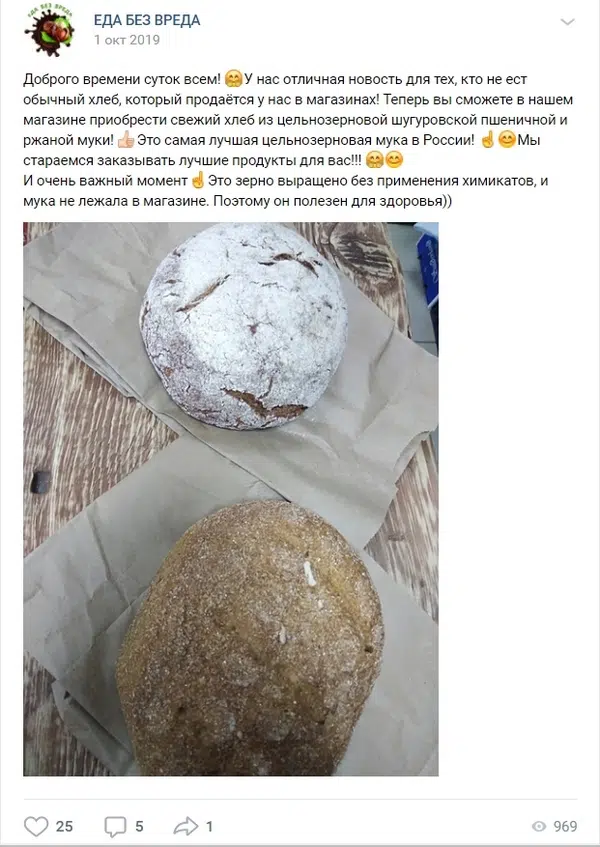 ЕДА БЕЗ ВРЕДА
ЕДА БЕЗ ВРЕДА
1 окт 2019
Доброго времени суток всем! 🤗У нас отличная новость для тех, кто не ест
обычный хлеб, который продаётся у нас в магазинах! Теперь вы сможете в нашем
магазине приобрести свежий хлеб из цельнозерновой шугуровской пшеничной и
ржаной муки! 👍🏻Это самая лучшая цельнозерновая мука в России! ☝😊Мы
стараемся заказывать лучшие продукты для вас!!! 🤗😊
И очень важный момент☝Это зерно выращено без применения химикатов, и
мука не лежала в магазине. Поэтому он полезен для здоровья))
25 5 1 969